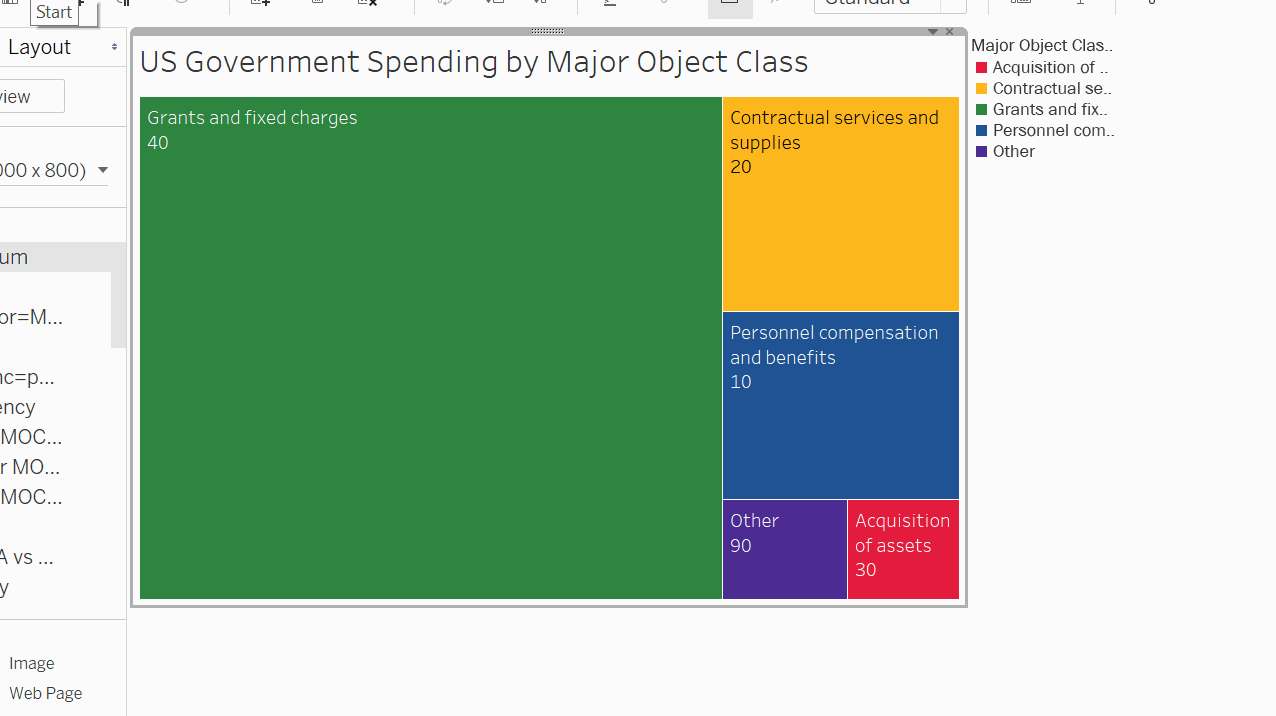 Start
Layout
view
000 x 800)
um
or=M...
nc=p...
ency
MOC...
r MO...
MOC...
A vs ...
y
Image
Web Page
Standard
US Government Spending by Major Object Class
Grants and fixed charges
40
Contractual services and
supplies
20
Personnel compensation
and benefits
10
Other
90
Acquisition
of assets
30
Major Object Clas..
Acquisition of ..
Contractual se..
Grants and fix..
Personnel com..
Other